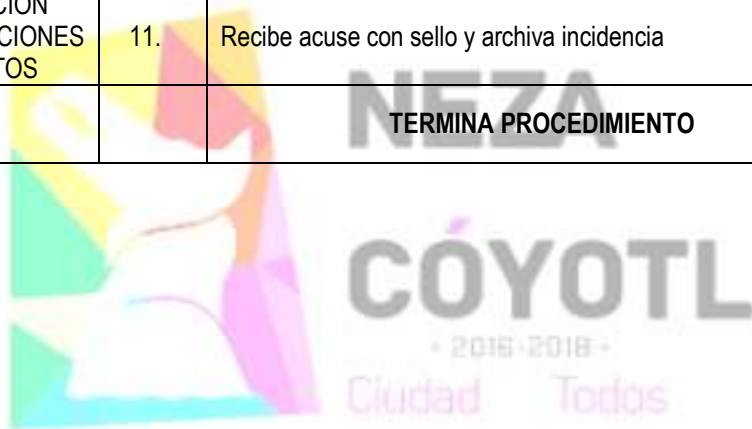 CIÓN
CIONES 11. Recibe acuse con sello y archiva incidencia
TOS
TERMINA PROCEDIMIENTO
NEZA
CÓYOTL
- 2016-2018 -
Ciudad Todos